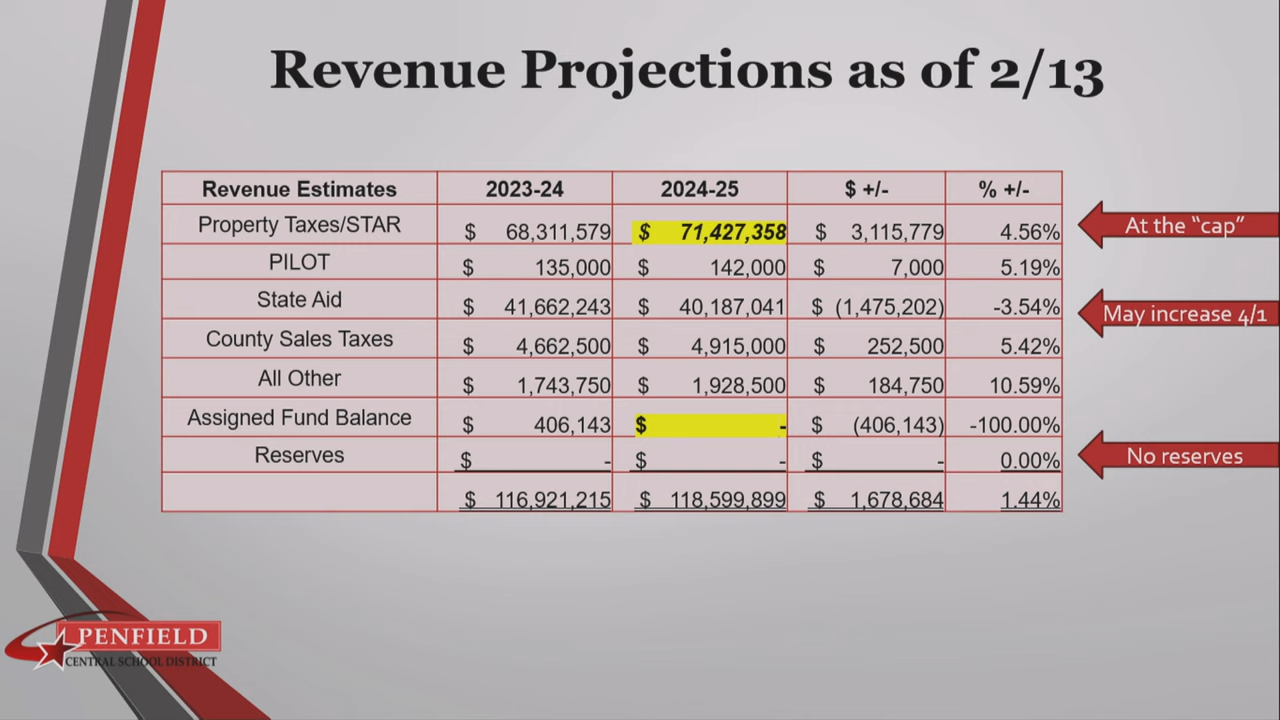 Revenue Projections as of 2/13
Revenue Estimates 2023-24 2024-25 $ +/- % +/-
Property Taxes/STAR $ 68,311,579 $ 71,427,358 $ 3,115,779 4.56% At the “cap”
PILOT $ 135,000 $ 142,000 $ 7,000 5.19%
State Aid $ 41,662,243 $ 40,187,041 $ (1,475,202) -3.54% May increase 4/1
County Sales Taxes $ 4,662,500 $ 4,915,000 $ 252,500 5.42%
All Other $ 1,743,750 $ 1,928,500 $ 184,750 10.59%
Assigned Fund Balance $ 406,143 $ - $ (406,143) -100.00%
Reserves $ - $ - $ - 0.00% No reserves
$ 116,921,215 $ 118,599,899 $ 1,678,684 1.44%
PENFIELD
CENTRAL SCHOOL DISTRICT